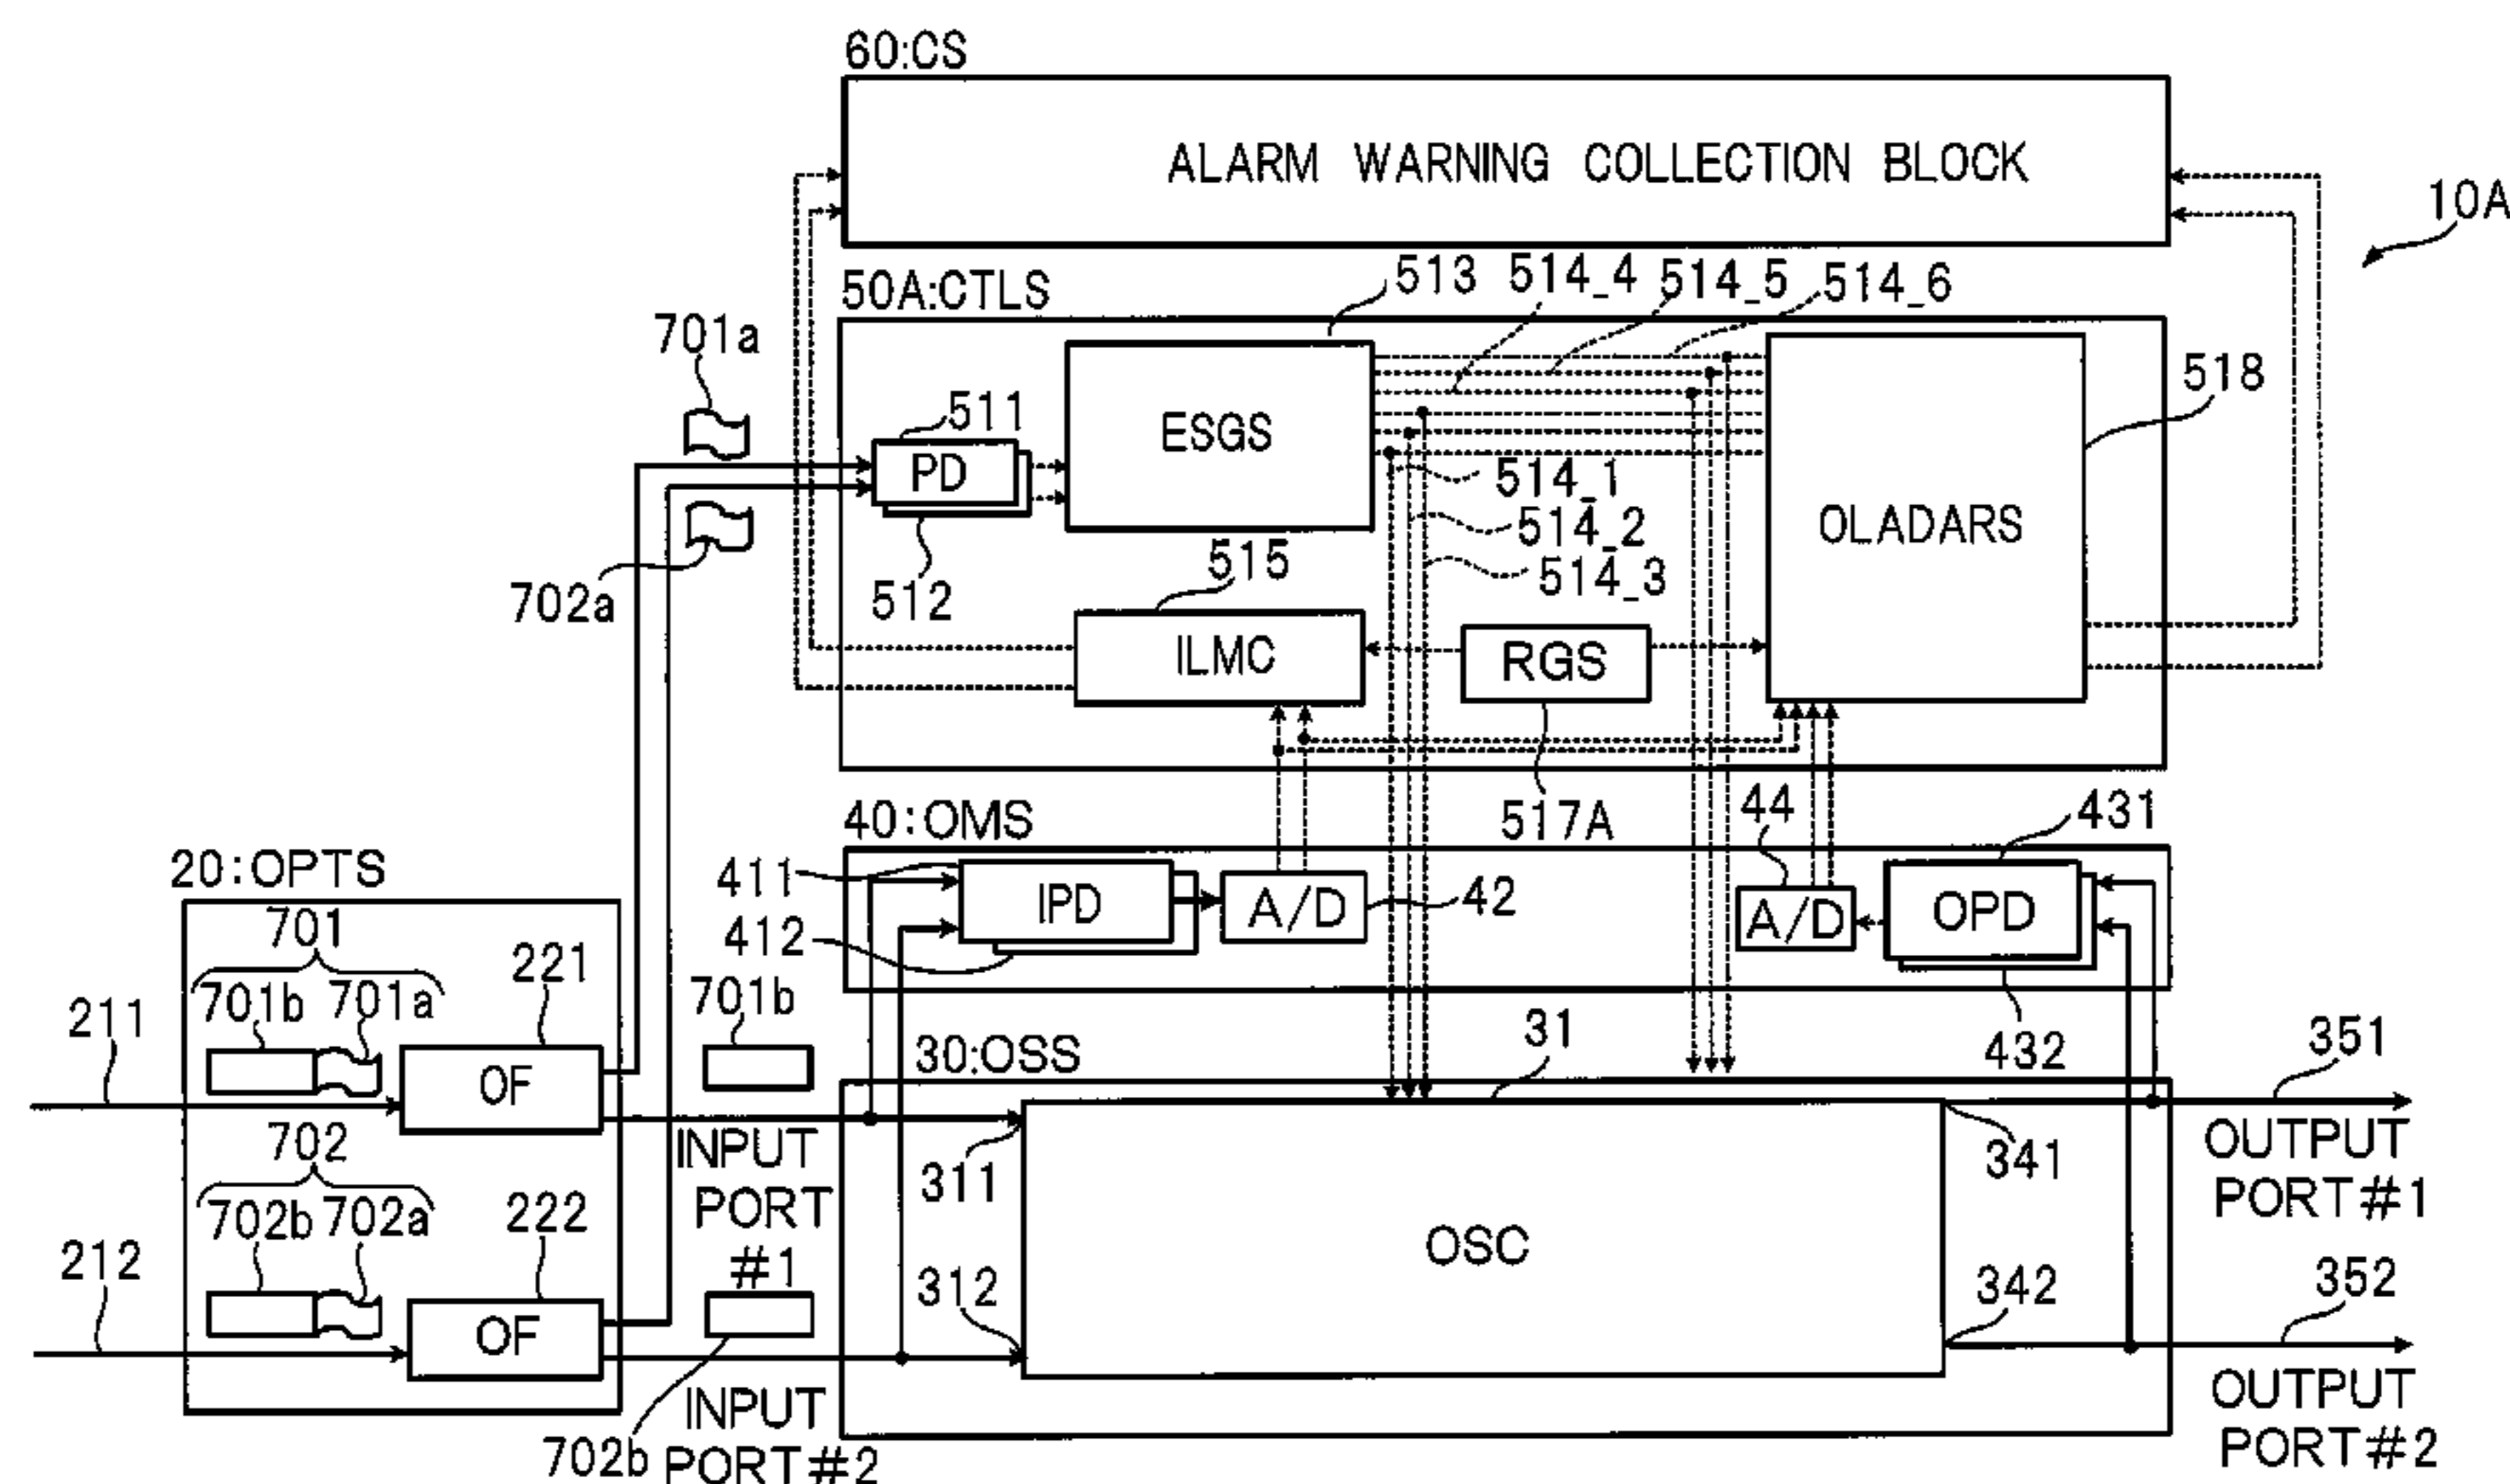 60:CS
ALARM WARNING COLLECTION BLOCK
10A
50A:CTLS
513
514_4
514_5
514_6
701a
511
PD
ESGS
518
514_1
514_2
514_3
OLADARS
702a
512
515
ILMC
RGS
517A
40:OMS
44
431
20:OPTS
411
412
IPD
A/D
42
A/D
OPD
432
701
701b
701a
221
211
OF
701b
30:OSS
31
351
INPUT
PORT
#1
311
341
OUTPUT
PORT#1
702
702b
702a
222
212
OF
312
OSC
342
352
INPUT
PORT#2
702b
OUTPUT
PORT#2